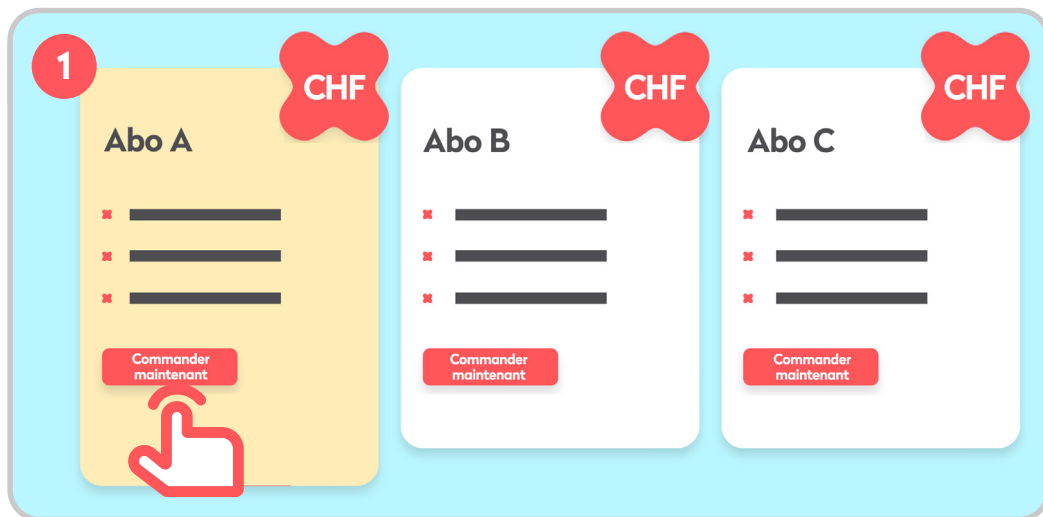 1
CHF
CHF
CHF
Abo A
Abo B
Abo C
Commander
maintenant
Commander
maintenant
Commander
maintenant